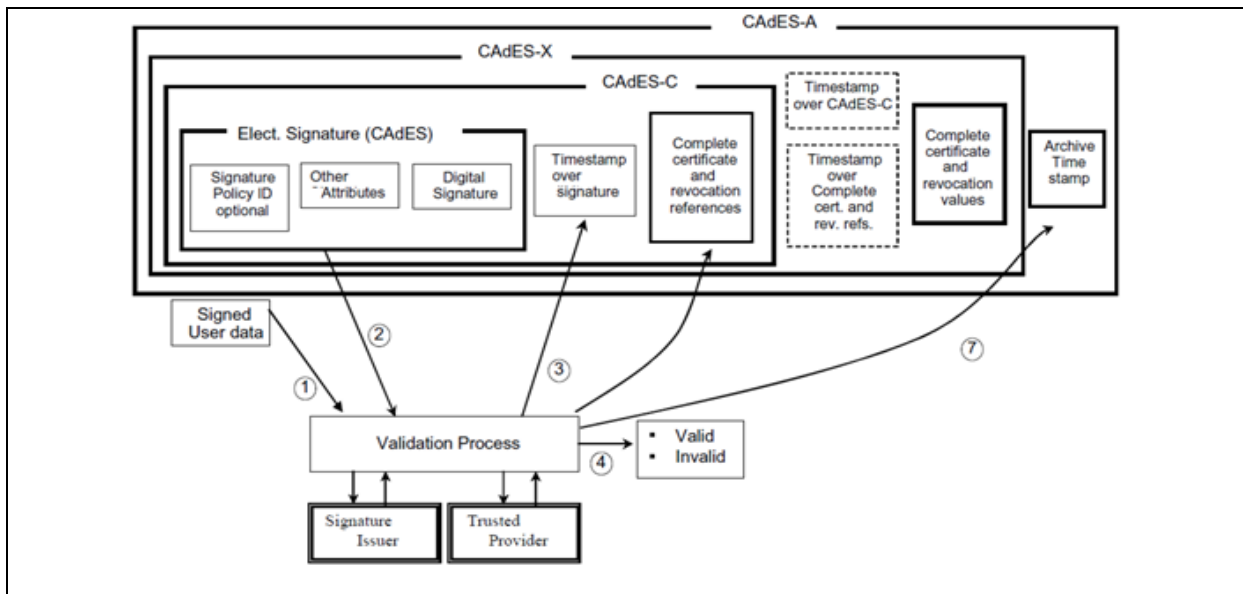 CAdES-A
CAdES-X
CAdES-C
Elect. Signature (CAdES)
Signature
Policy ID
optional
Other
Attributes
Digital
Signature
Timestamp
over
signature
Complete
certificate
and
revocation
references
Timestamp
over CAdES-C
Timestamp
over
Complete
cert. and
rev. refs.
Complete
certificate
and
revocation
values
Archive
Time
stamp
Signed
User data
1
2
3
7
Validation Process
4
▪ Valid
▪ Invalid
Signature
Issuer
Trusted
Provider